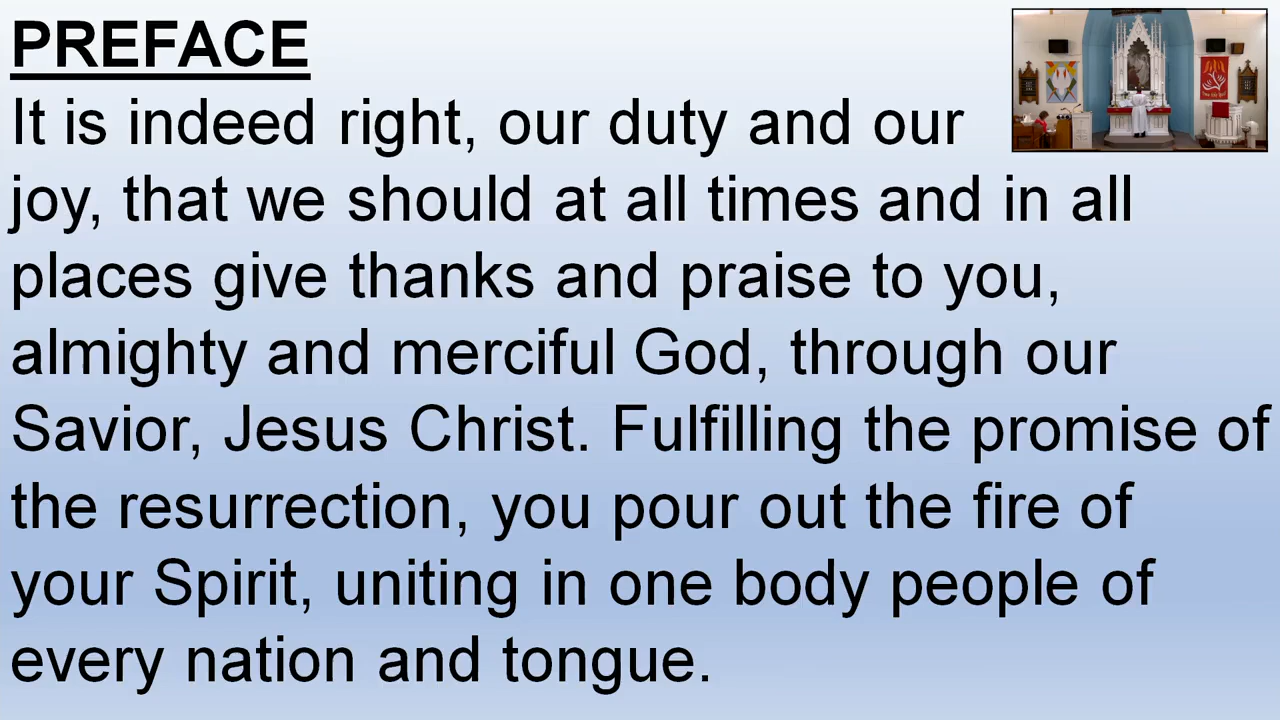 PREFACE
It is indeed right, our duty and our
joy, that we should at all times and in all
places give thanks and praise to you,
almighty and merciful God, through our
Savior, Jesus Christ. Fulfilling the promise of
the resurrection, you pour out the fire of
your Spirit, uniting in one body people of
every nation and tongue.